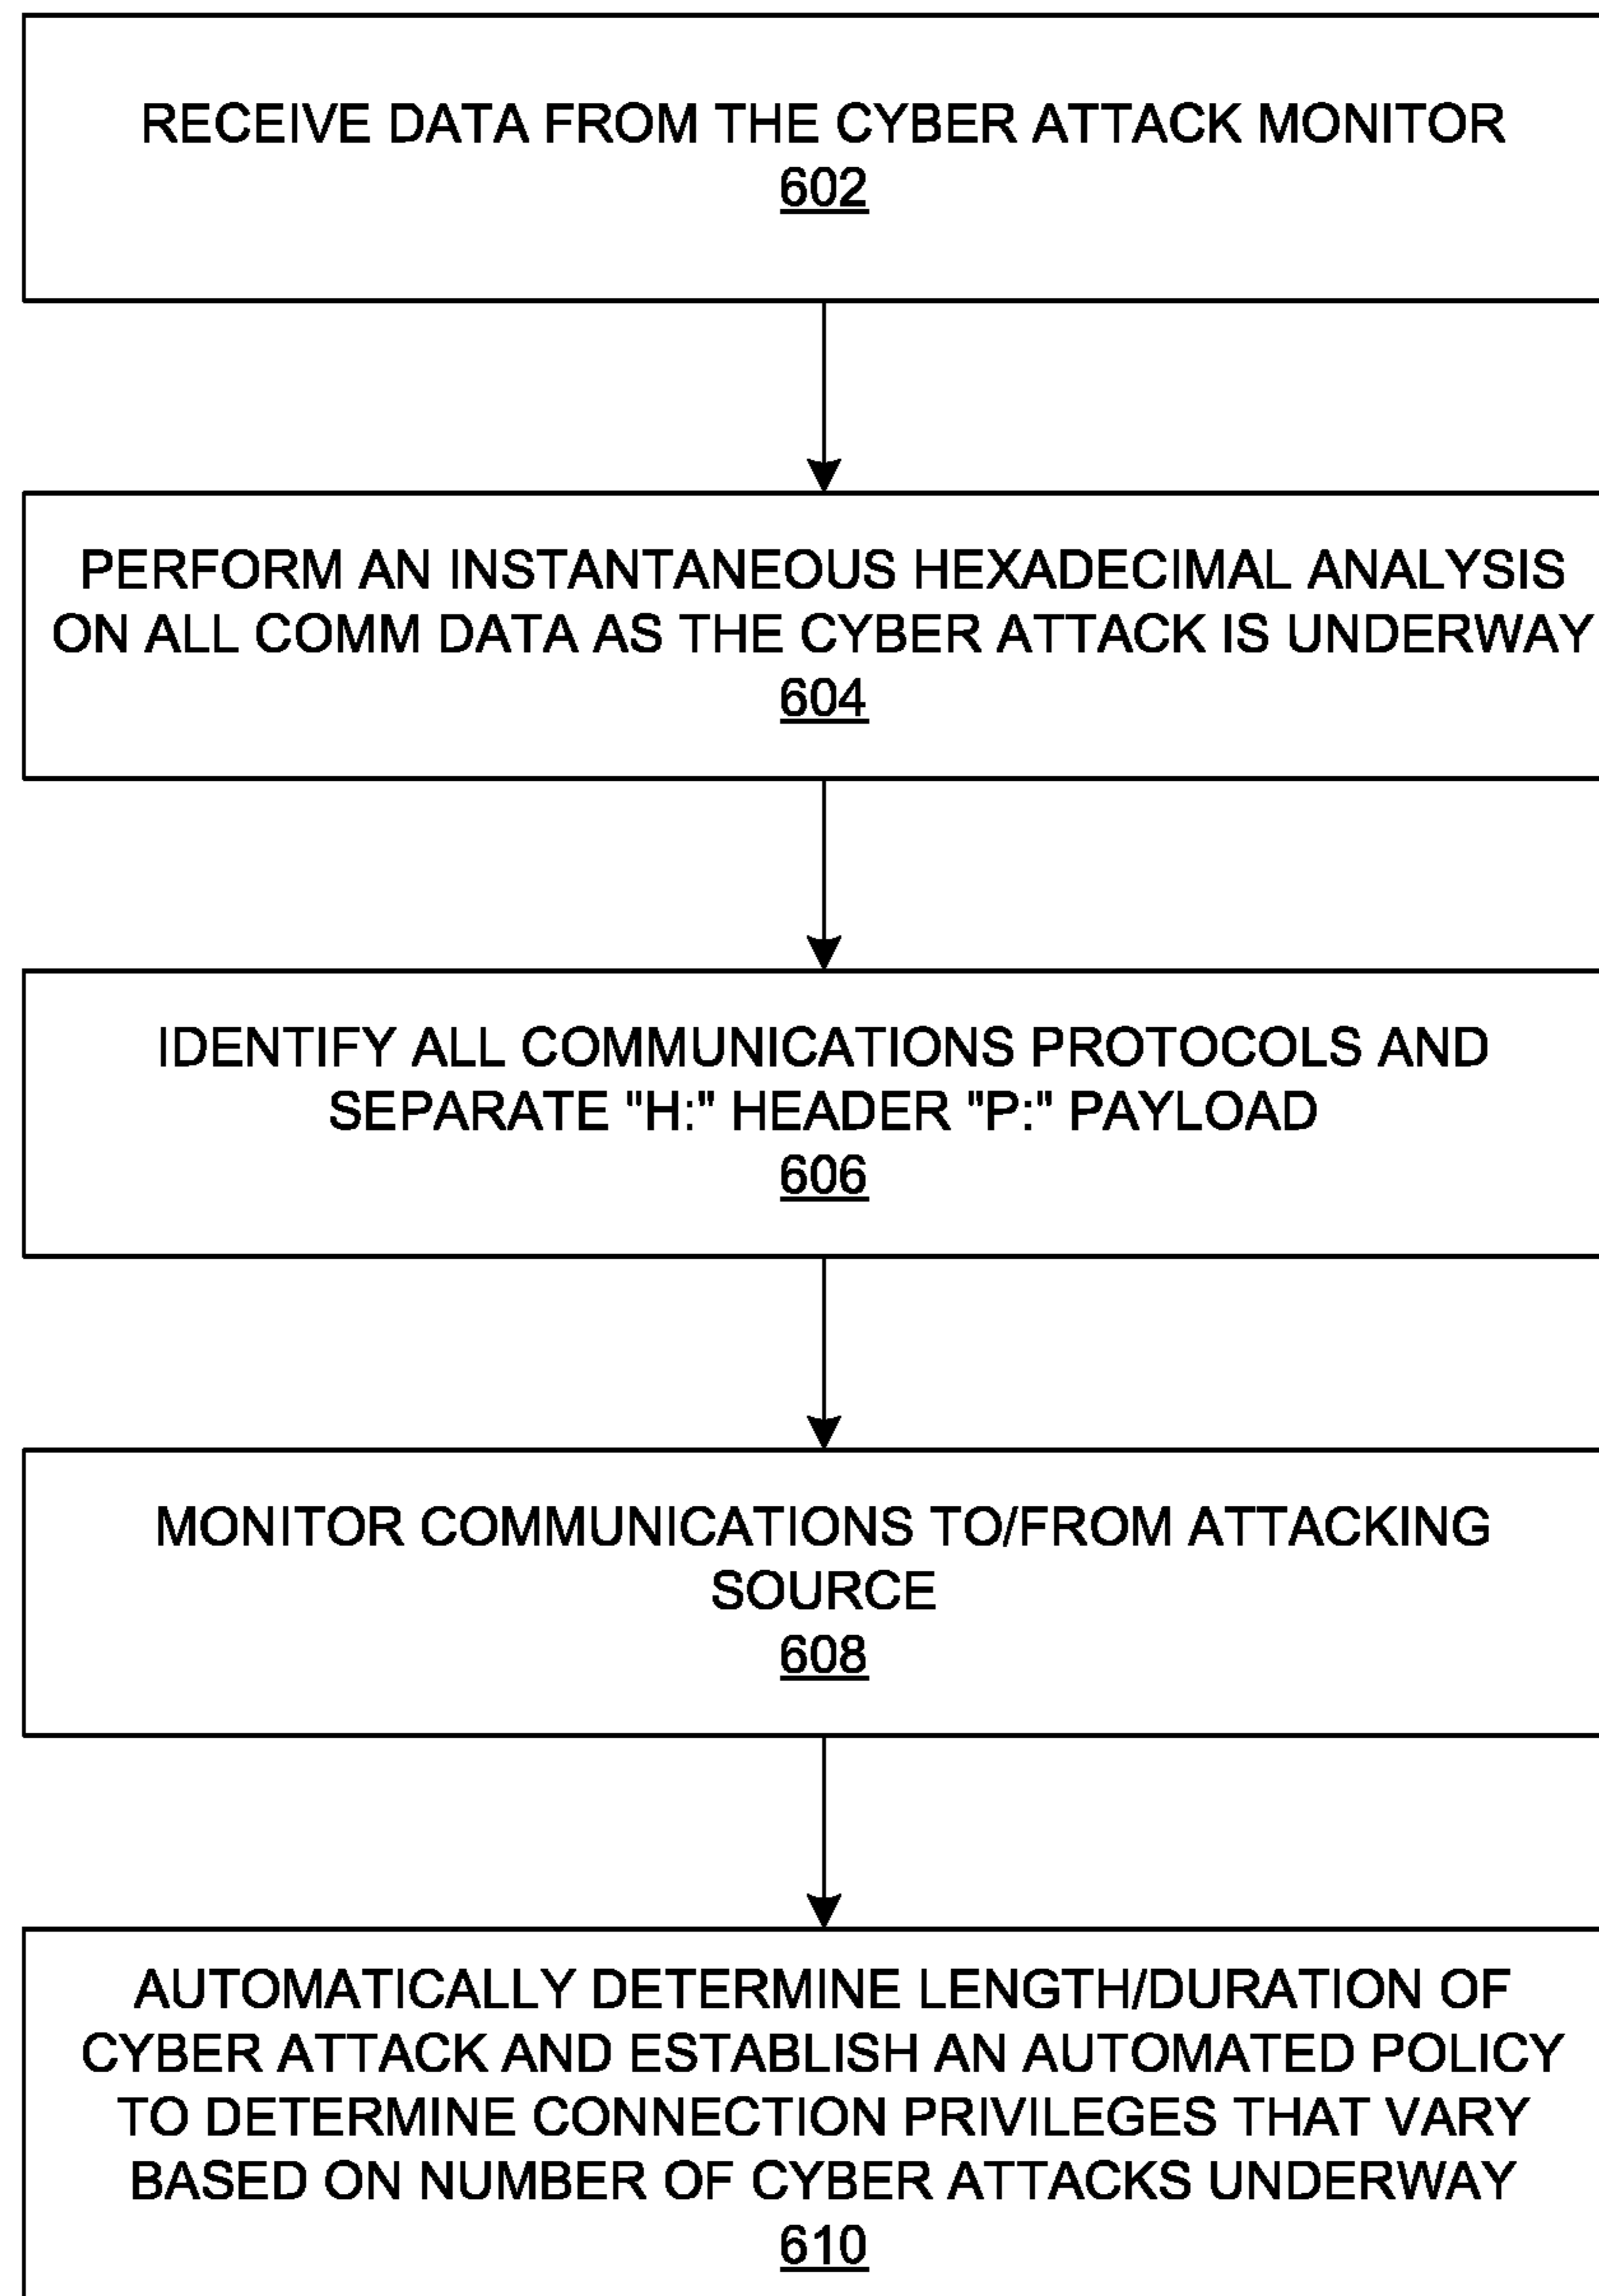 RECEIVE DATA FROM THE CYBER ATTACK MONITOR
602
PERFORM AN INSTANTANEOUS HEXADECIMAL ANALYSIS
ON ALL COMM DATA AS THE CYBER ATTACK IS UNDERWAY
604
IDENTIFY ALL COMMUNICATIONS PROTOCOLS AND
SEPARATE "H:" HEADER "P:" PAYLOAD
606
MONITOR COMMUNICATIONS TO/FROM ATTACKING
SOURCE
608
AUTOMATICALLY DETERMINE LENGTH/DURATION OF
CYBER ATTACK AND ESTABLISH AN AUTOMATED POLICY
TO DETERMINE CONNECTION PRIVILEGES THAT VARY
BASED ON NUMBER OF CYBER ATTACKS UNDERWAY
610